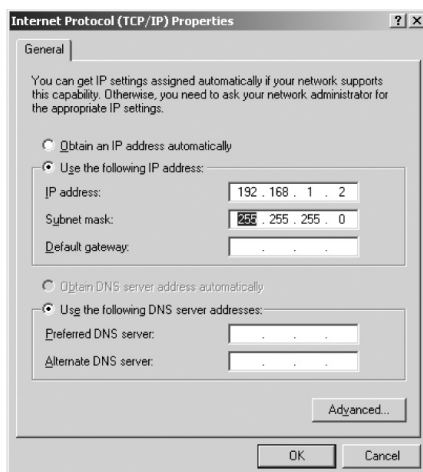 Internet Protocol (TCP/IP) Properties
General
You can get IP settings assigned automatically if your network supports
this capability. Otherwise, you need to ask your network administrator for
the appropriate IP settings.
Obtain an IP address automatically
Use the following IP address:
IP address: 192 . 168 . 1 . 2
Subnet mask: 255 . 255 . 255 . 0
Default gateway: . . .
Obtain DNS server address automatically
Use the following DNS server addresses:
Preferred DNS server: . . .
Alternate DNS server: . . .
Advanced...
OK Cancel